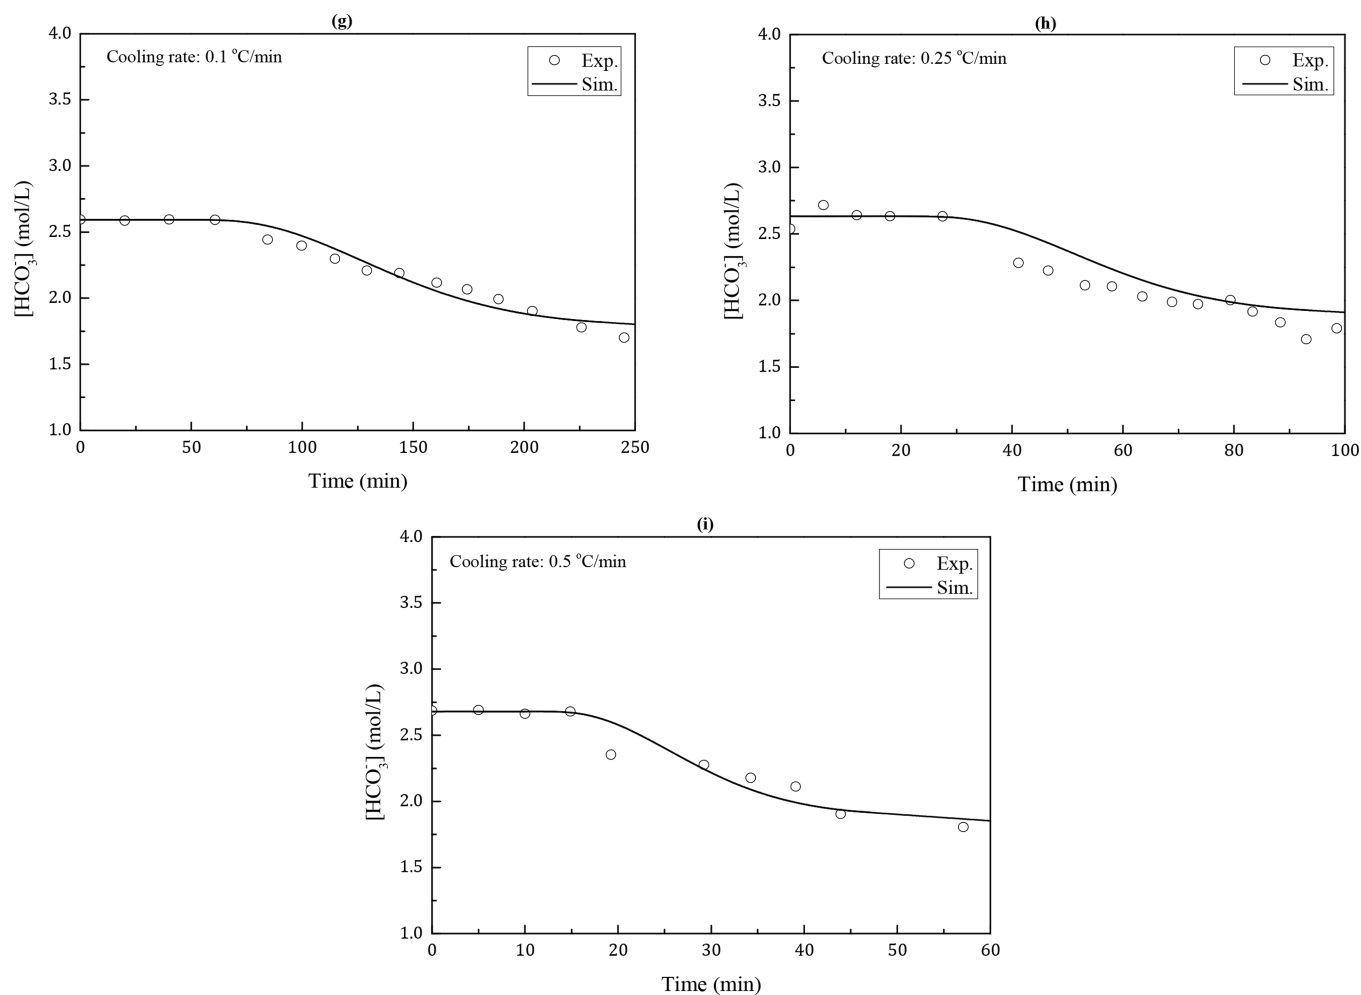 (g)
Cooling rate: 0.1 °C/min
Exp.
Sim.
4.0
3.5
3.0
2.5
2.0
1.5
1.0
[HCO₃⁻] (mol/L)
0 50 100 150 200 250
Time (min)
(h)
Cooling rate: 0.25 °C/min
Exp.
Sim.
4.0
3.5
3.0
2.5
2.0
1.5
1.0
[HCO₃⁻] (mol/L)
0 20 40 60 80 100
Time (min)
(i)
Cooling rate: 0.5 °C/min
Exp.
Sim.
4.0
3.5
3.0
2.5
2.0
1.5
1.0
[HCO₃⁻] (mol/L)
0 10 20 30 40 50 60
Time (min)